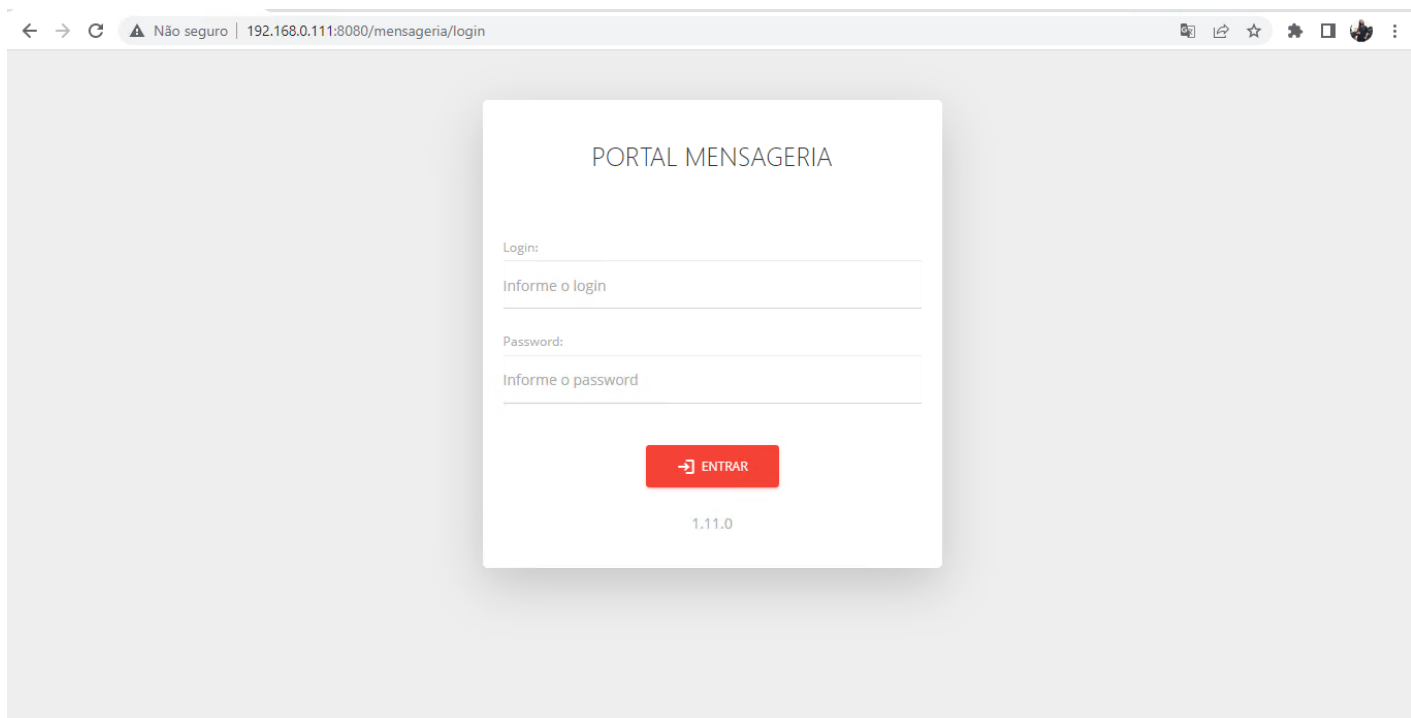 Não seguro | 192.168.0.111:8080/mensageria/login
PORTAL MENSAGERIA
Login:
Informe o login
Password:
Informe o password
ENTRAR
1.11.0